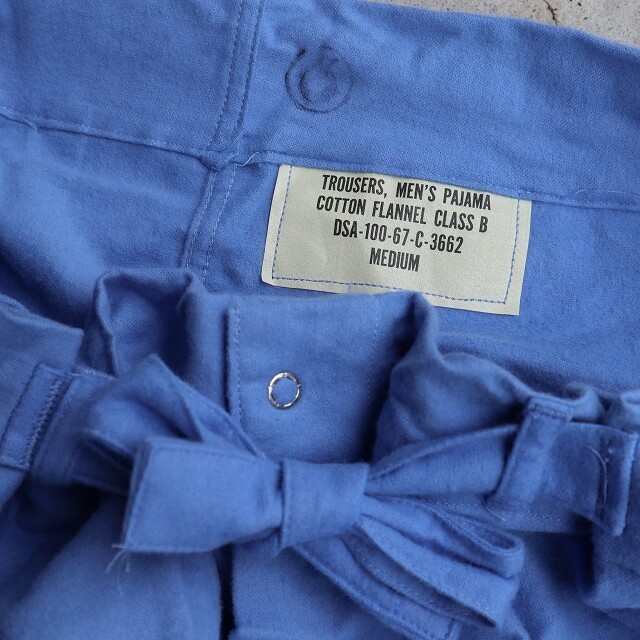 TROUSERS, MEN'S PAJAMA
COTTON FLANNEL CLASS B
DSA-100-67-C-3662
MEDIUM